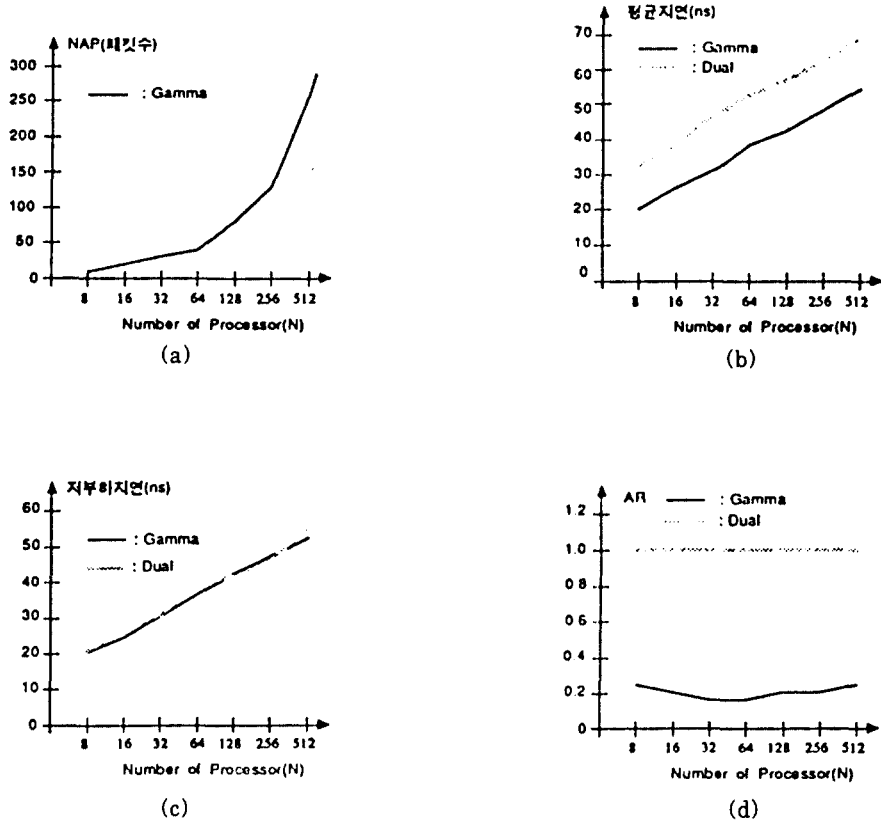 NAP(패킷수)
300
250
200
150
100
50
0
: Gamma
8 16 32 64 128 256 512
Number of Processor(N)
(a)
평균지연(ns)
70
60
50
40
30
20
10
0
: Gamma
: Dual
8 16 32 64 128 256 512
Number of Processor(N)
(b)
지부하지연(ns)
60
50
40
30
20
10
0
: Gamma
: Dual
8 16 32 64 128 256 512
Number of Processor(N)
(c)
AR
1.2
1.0
0.8
0.6
0.4
0.2
0
: Gamma
: Dual
8 16 32 64 128 256 512
Number of Processor(N)
(d)